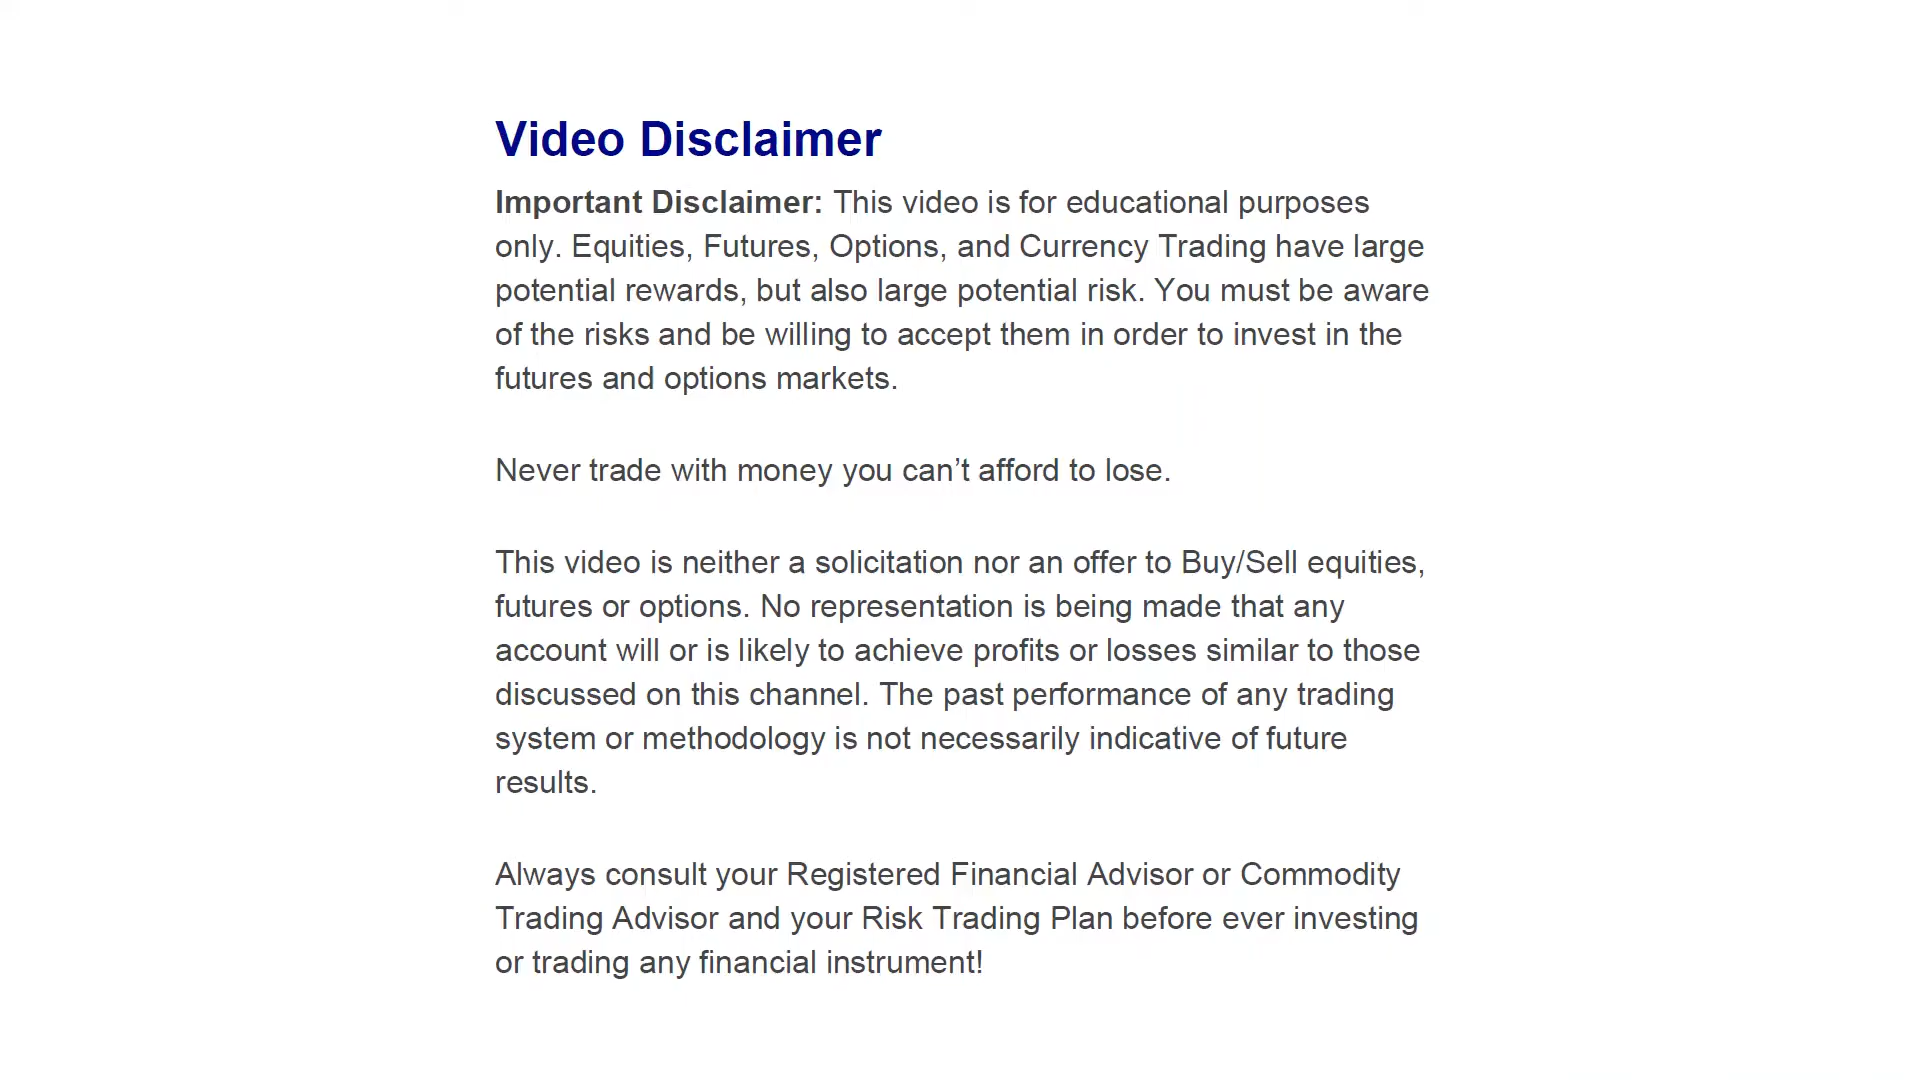 Video Disclaimer
Important Disclaimer: This video is for educational purposes
only. Equities, Futures, Options, and Currency Trading have large
potential rewards, but also large potential risk. You must be aware
of the risks and be willing to accept them in order to invest in the
futures and options markets.
Never trade with money you can’t afford to lose.
This video is neither a solicitation nor an offer to Buy/Sell equities,
futures or options. No representation is being made that any
account will or is likely to achieve profits or losses similar to those
discussed on this channel. The past performance of any trading
system or methodology is not necessarily indicative of future
results.
Always consult your Registered Financial Advisor or Commodity
Trading Advisor and your Risk Trading Plan before ever investing
or trading any financial instrument!